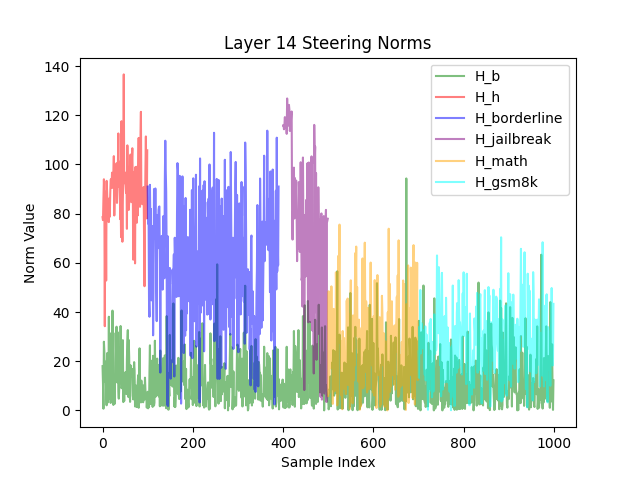 Layer 14 Steering Norms
Norm Value
140
120
100
80
60
40
20
0
0
200
400
600
800
1000
Sample Index
H_b
H_h
H_borderline
H_jailbreak
H_math
H_gsm8k